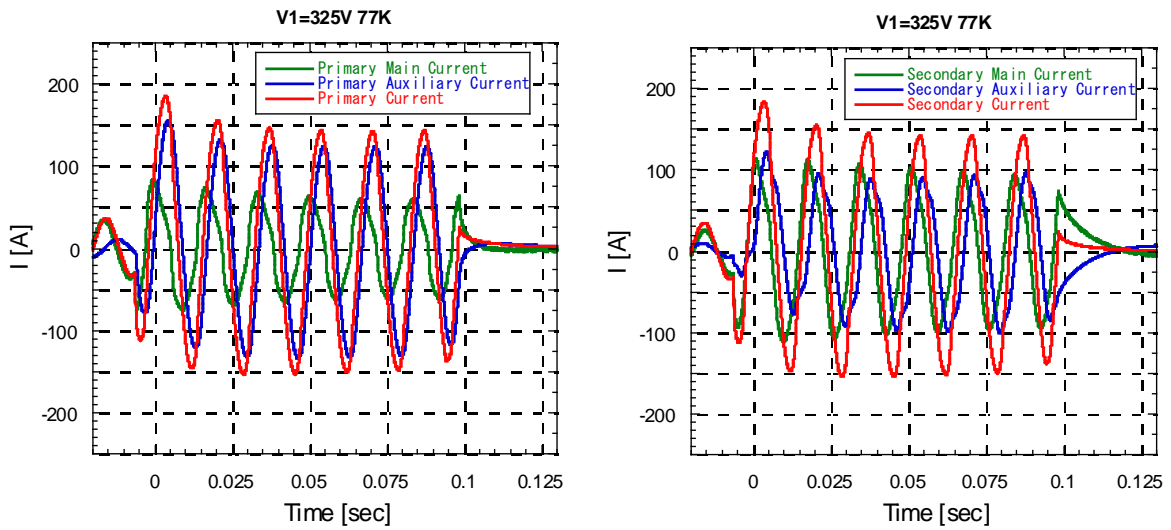 V1=325V 77K
Primary Main Current
Primary Auxiliary Current
Primary Current
I [A]
200
100
0
-100
-200
0
0.025
0.05
0.075
0.1
0.125
Time [sec]
V1=325V 77K
Secondary Main Current
Secondary Auxiliary Current
Secondary Current
I [A]
200
100
0
-100
-200
0
0.025
0.05
0.075
0.1
0.125
Time [sec]